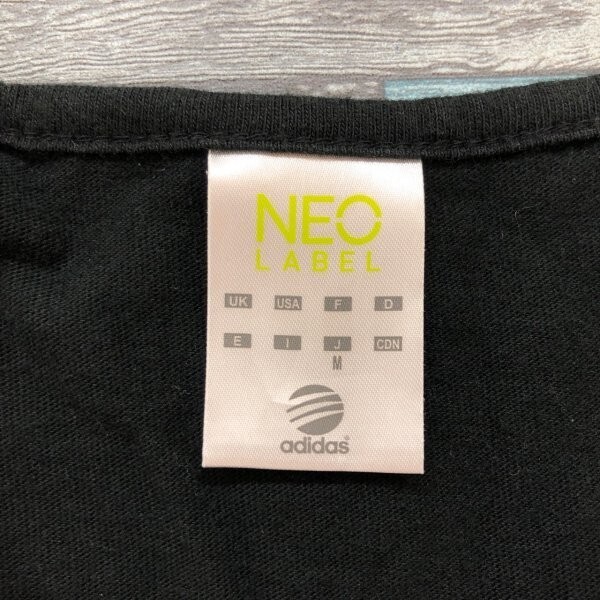 NEO
LABEL
UK USA F D
E I J CDN
M
adidas®